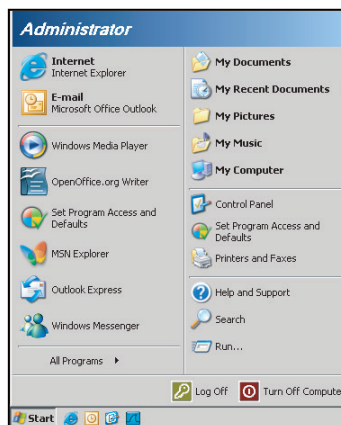 Administrator
Internet
Internet Explorer
E-mail
Microsoft Office Outlook
Windows Media Player
OpenOffice.org Writer
Set Program Access and
Defaults
MSN Explorer
Outlook Express
Windows Messenger
All Programs
My Documents
My Recent Documents
My Pictures
My Music
My Computer
Control Panel
Set Program Access and
Defaults
Printers and Faxes
Help and Support
Search
Run...
Log Off
Turn Off Compute
Start